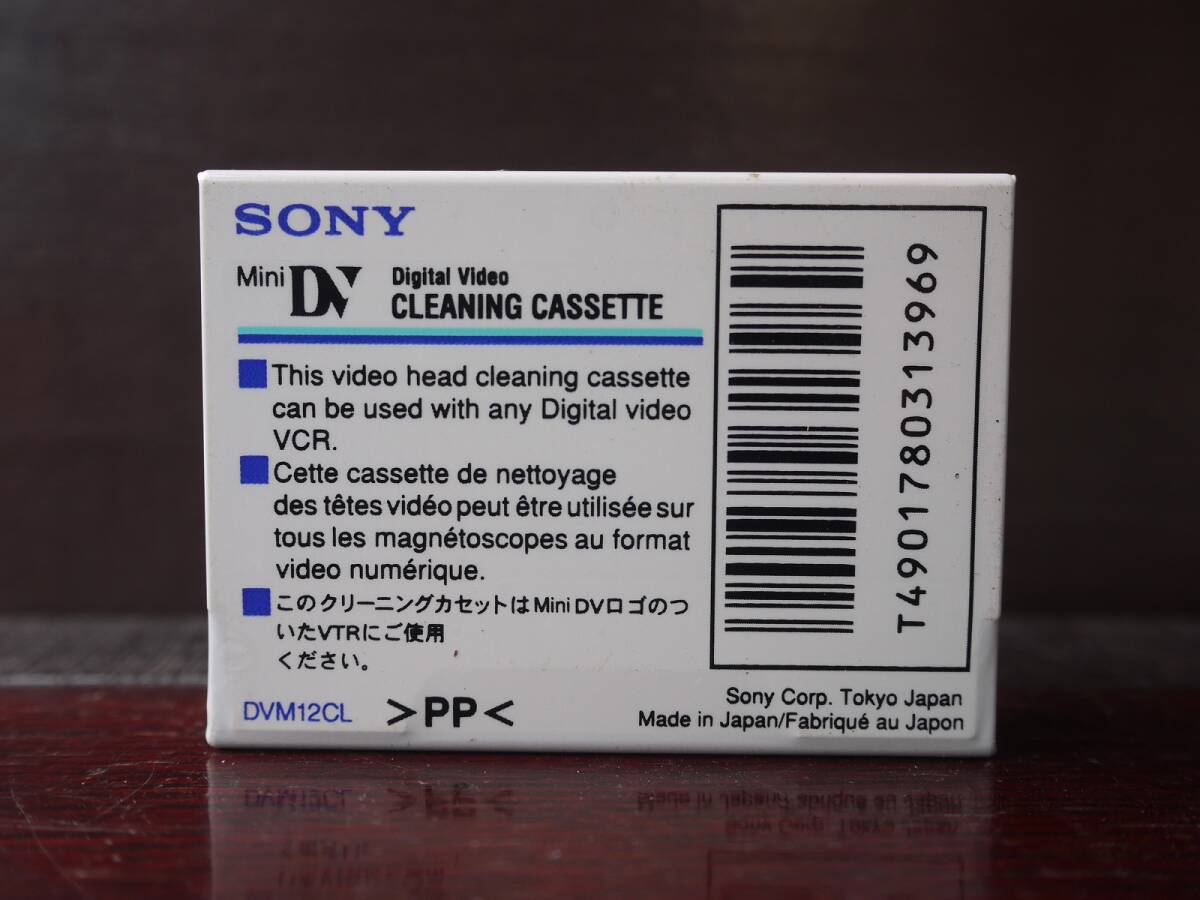 SONY
Mini DV
Digital Video
CLEANING CASSETTE
This video head cleaning cassette
can be used with any Digital video
VCR.
Cette cassette de nettoyage
des têtes vidéo peut être utilisée sur
tous les magnétoscopes au format
video numérique.
このクリーニングカセットはMini DVロゴのつ
いたVTRにご使用
ください。
DVM12CL >PP<
T4901780313969
Sony Corp. Tokyo Japan
Made in Japan/Fabriqué au Japon